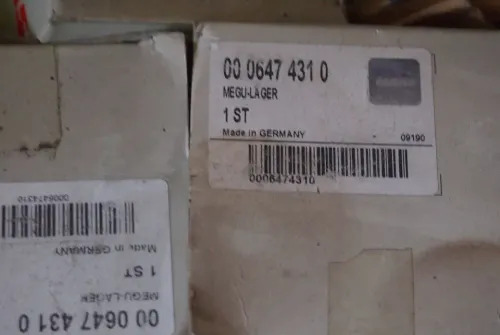 00 0647 431 0
MEGU-LAGER
1 ST
Made in GERMANY
09190
0006474310
00 0647 431 0
MEGU-LAGER
1 ST
Made in GERMANY
0006474310